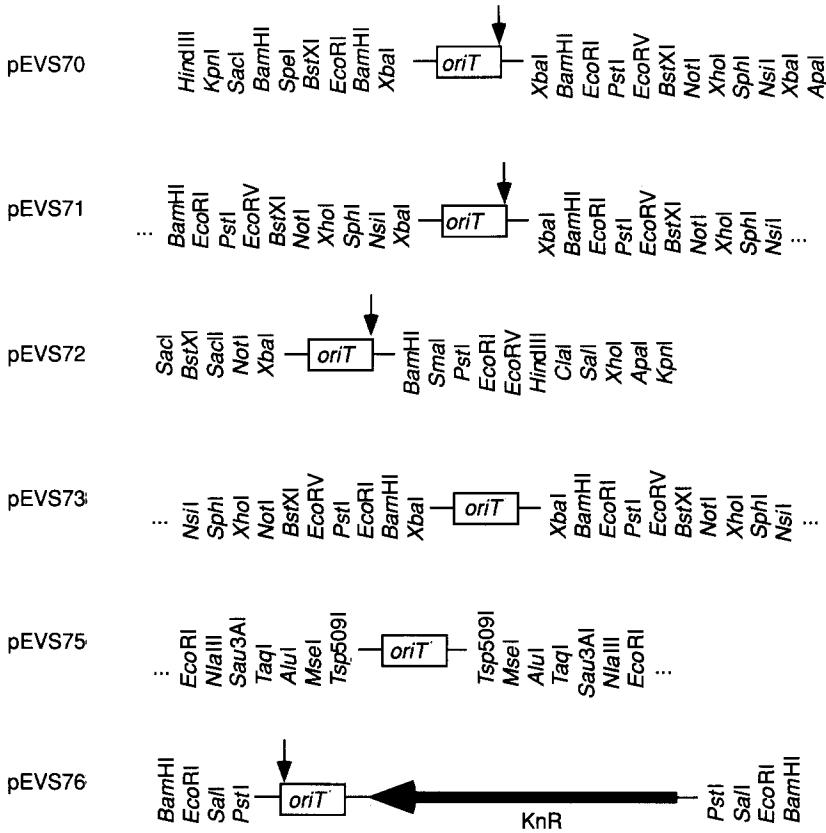 pEVS70 HindIII KpnI SacI BamHI SpeI BstXI EcoRI BamHI XbaI oriT XbaI BamHI EcoRI PstI EcoRV BstXI NotI XhoI SphI NsiI XbaI ApaI
pEVS71 ... BamHI EcoRI PstI EcoRV BstXI NotI XhoI SphI NsiI XbaI oriT XbaI BamHI EcoRI PstI EcoRV BstXI NotI XhoI SphI NsiI ...
pEVS72 SacI BstXI SacII NotI XbaI oriT BamHI SmaI PstI EcoRI EcoRV HindIII ClaI SalI XhoI ApaI KpnI
pEVS73 ... NsiI SphI XhoI NotI BstXI EcoRV PstI EcoRI BamHI XbaI oriT XbaI BamHI EcoRI PstI EcoRV BstXI NotI XhoI SphI NsiI ...
pEVS75 ... EcoRI NlaIII Sau3AI TaqI AluI MseI Tsp509I oriT Tsp509I MseI AluI TaqI Sau3AI NlaIII EcoRI ...
pEVS76 BamHI EcoRI SalI PstI oriT KnR PstI SalI EcoRI BamHI